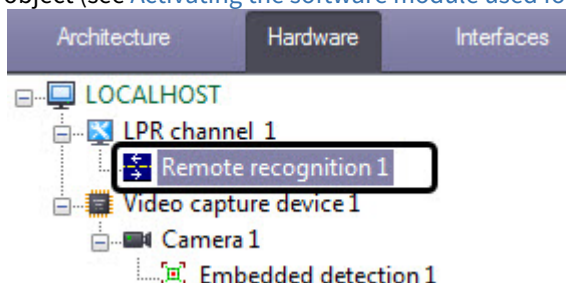 object (see Activating the software module used fo
Architecture Hardware Interfaces
LOCALHOST
LPR channel 1
Remote recognition 1
Video capture device 1
Camera 1
Embedded detection 1